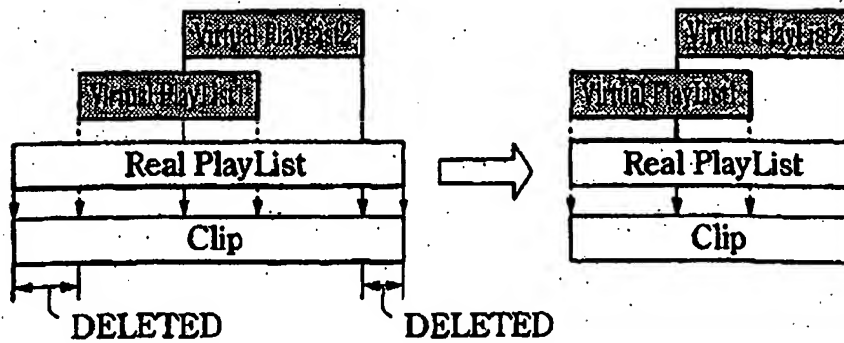 Virtual PlayList2
Virtual PlayList1
Real PlayList
Clip
DELETED
DELETED
Virtual PlayList2
Virtual PlayList1
Real PlayList
Clip